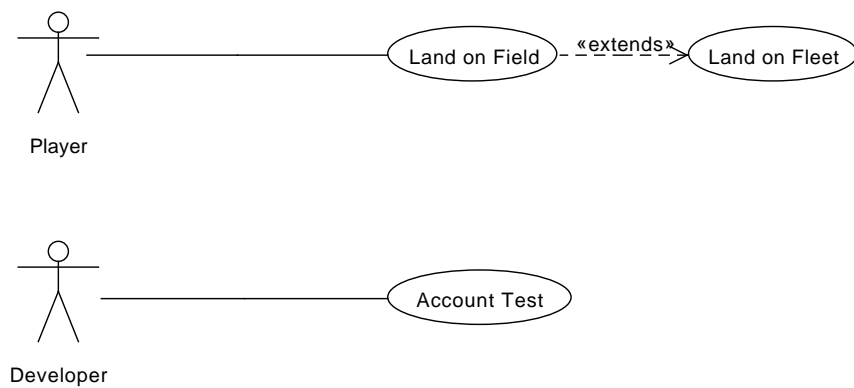 Land on Field
«extends»
Land on Fleet
Player
Account Test
Developer